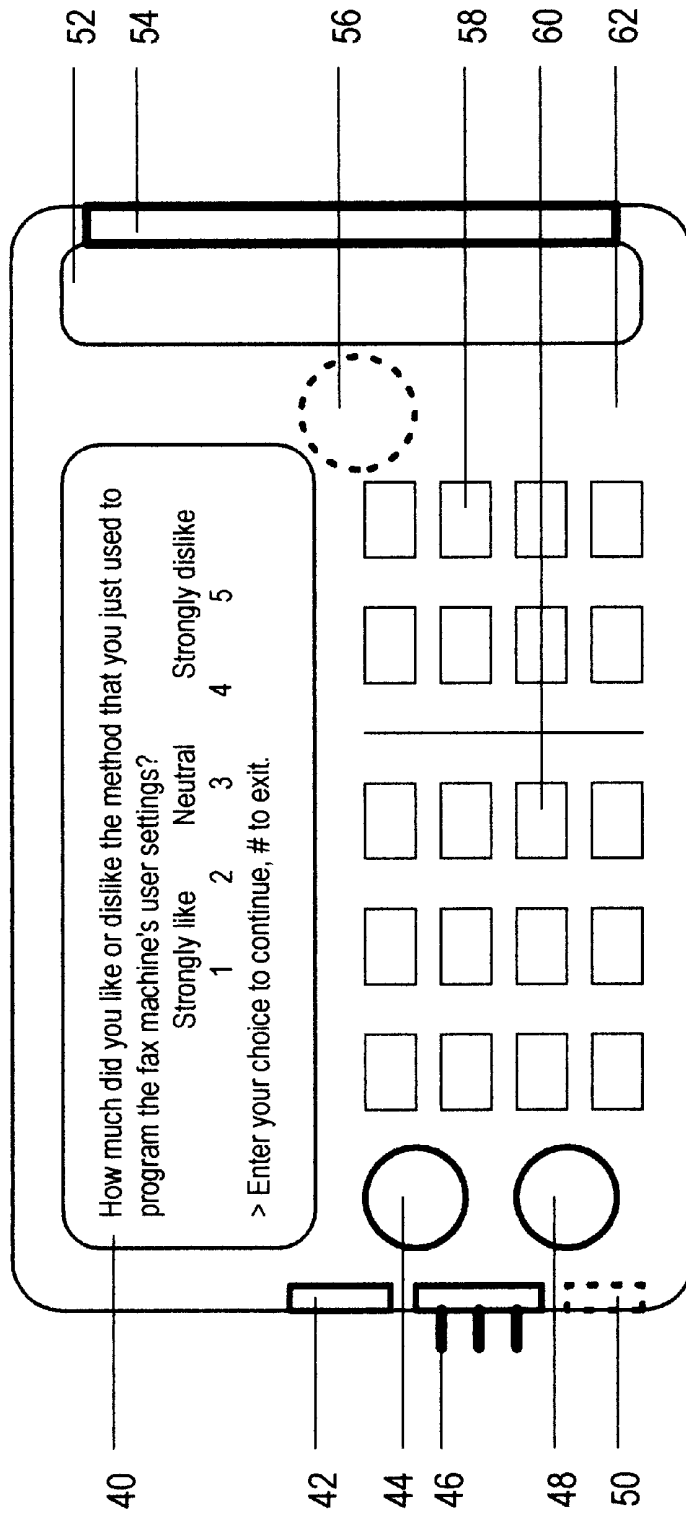 How much did you like or dislike the method that you just used to
program the fax machine's user settings?
Strongly like Neutral Strongly dislike
1 2 3 4 5
> Enter your choice to continue, # to exit.
40
42
44
46
48
50
52
54
56
58
60
62